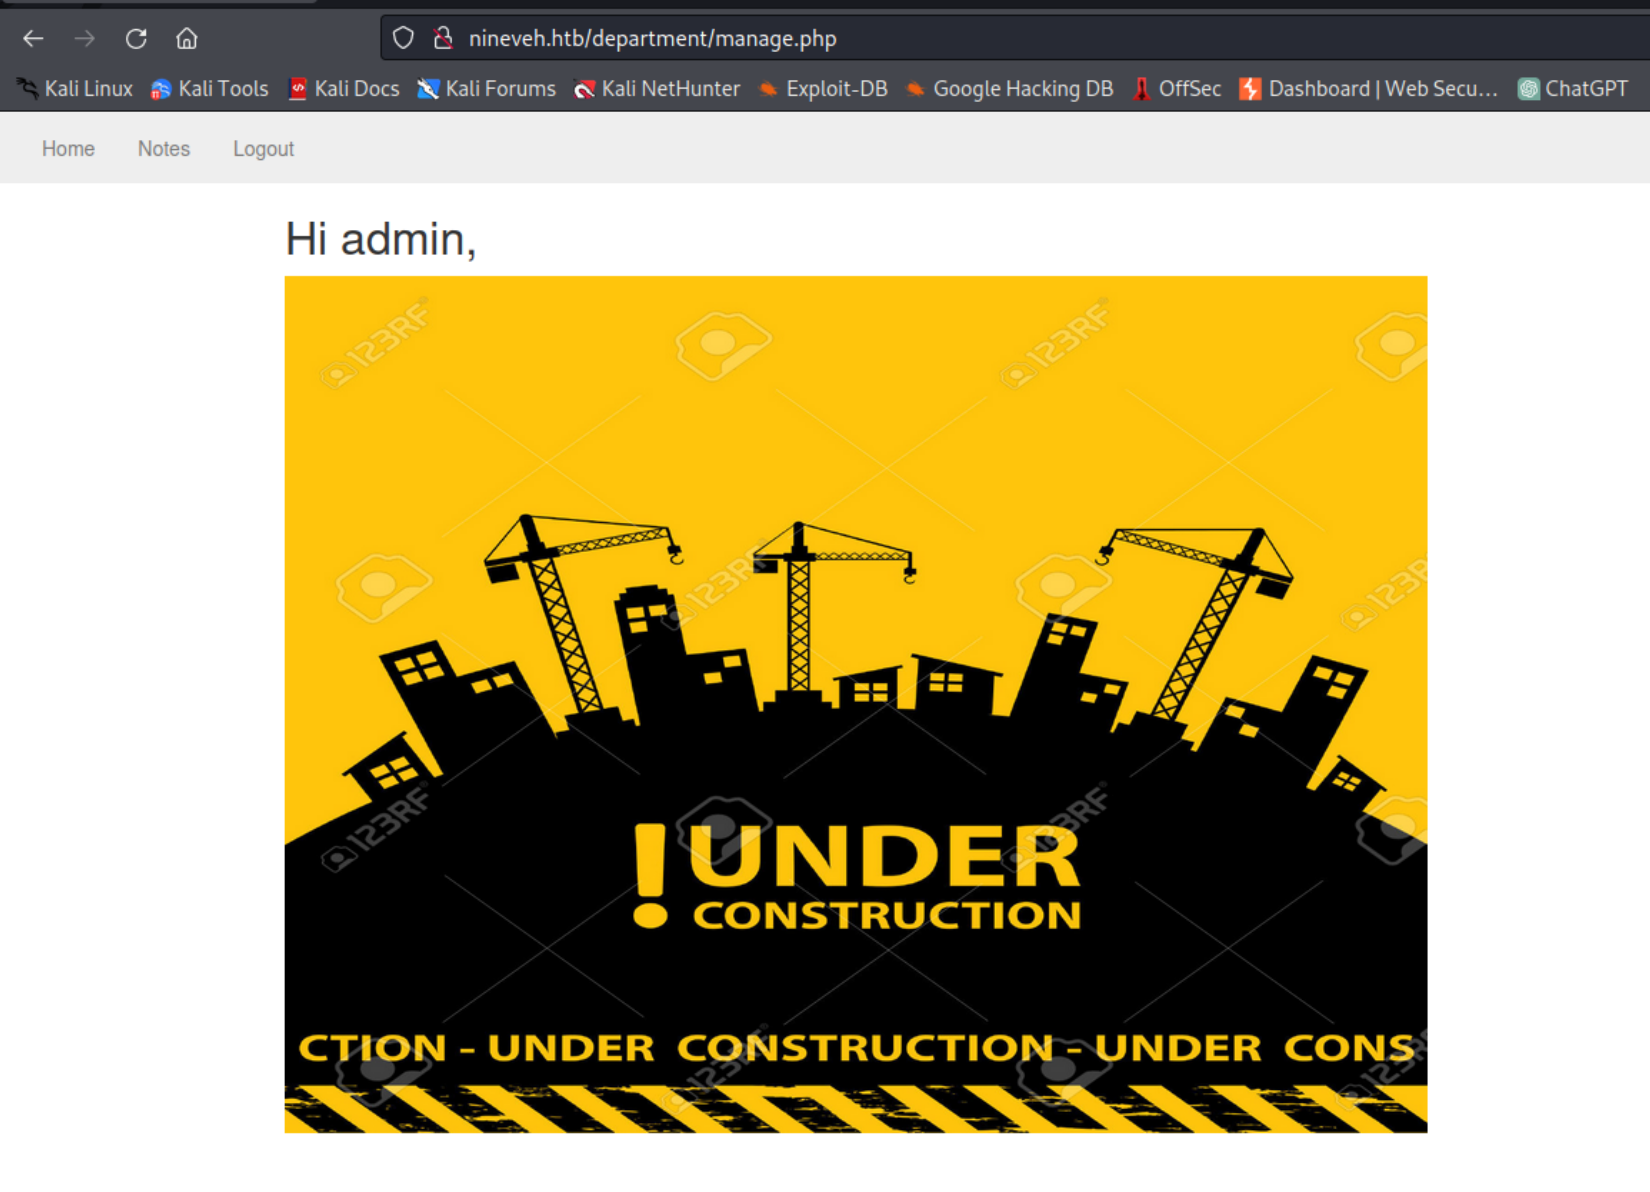 nineveh.htb/department/manage.php
Kali Linux Kali Tools Kali Docs Kali Forums Kali NetHunter Exploit-DB Google Hacking DB OffSec Dashboard | Web Secu... ChatGPT
Home Notes Logout
Hi admin,
123RF 123RF
123RF 123RF
! UNDER
CONSTRUCTION
123RF 123RF
CTION - UNDER CONSTRUCTION - UNDER CONS
123RF 123RF